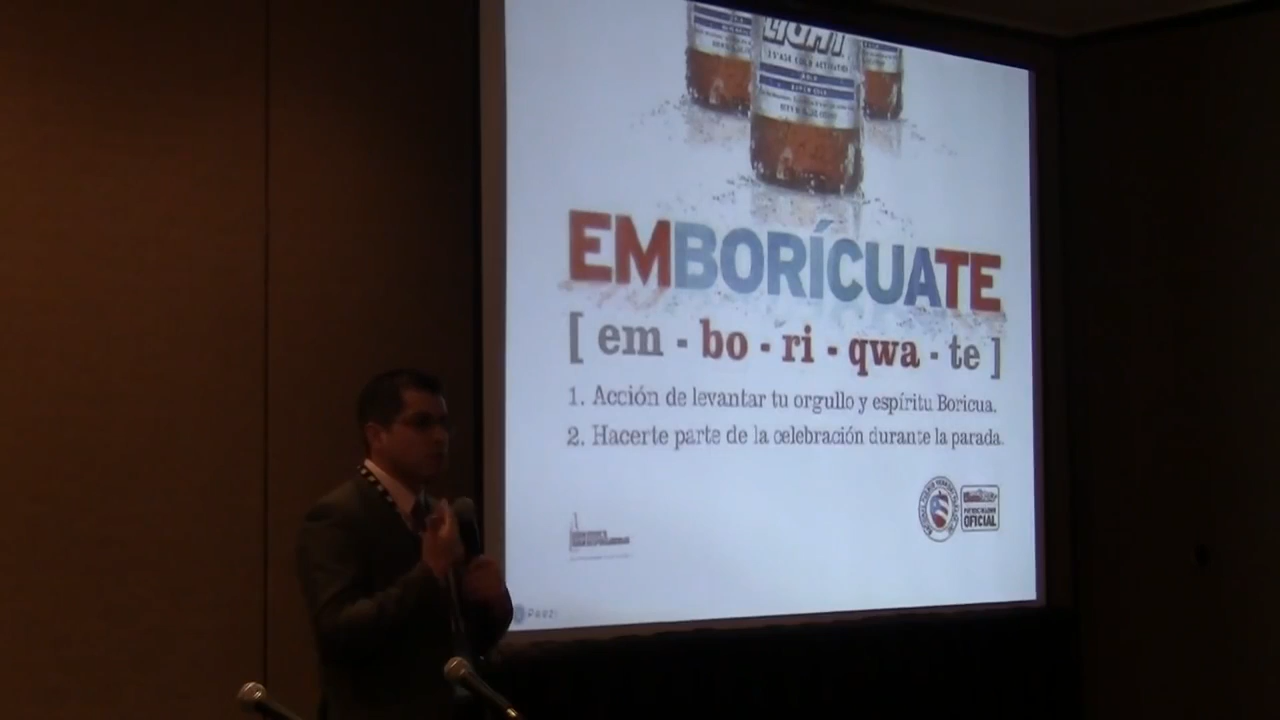 LIGHT
EMBORÍCUATE
[ em - bo - ri - qwa - te ]
1. Acción de levantar tu orgullo y espíritu Boricua.
2. Hacerte parte de la celebración durante la parada.
OFICIAL